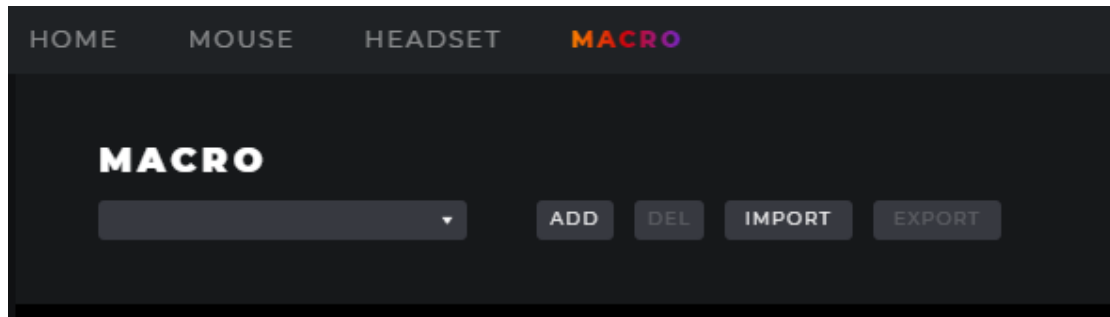 HOME MOUSE HEADSET MACRO
MACRO
ADD DEL IMPORT EXPORT